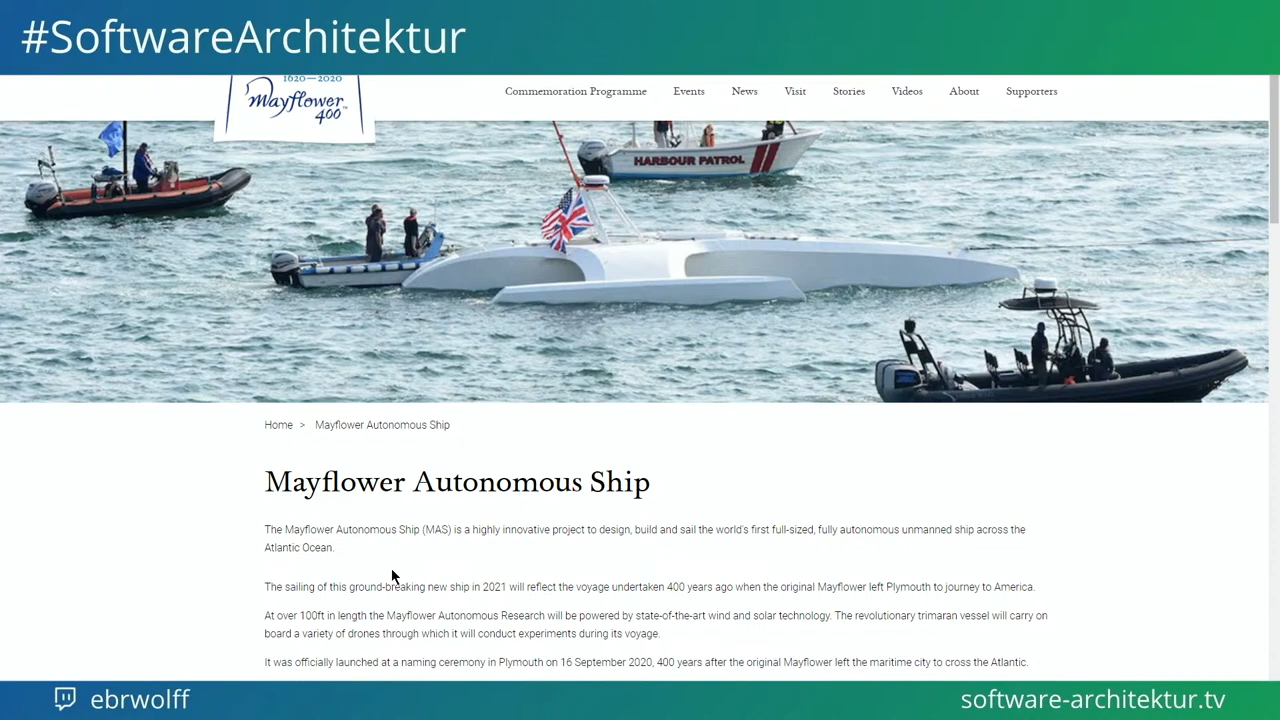 #SoftwareArchitektur
1620—2020
Mayflower
400™
Commemoration Programme Events News Visit Stories Videos About Supporters
HARBOUR PATROL
Home > Mayflower Autonomous Ship
Mayflower Autonomous Ship
The Mayflower Autonomous Ship (MAS) is a highly innovative project to design, build and sail the world's first full-sized, fully autonomous unmanned ship across the
Atlantic Ocean.
The sailing of this ground-breaking new ship in 2021 will reflect the voyage undertaken 400 years ago when the original Mayflower left Plymouth to journey to America.
At over 100ft in length the Mayflower Autonomous Research will be powered by state-of-the-art wind and solar technology. The revolutionary trimaran vessel will carry on
board a variety of drones through which it will conduct experiments during its voyage.
It was officially launched at a naming ceremony in Plymouth on 16 September 2020, 400 years after the original Mayflower left the maritime city to cross the Atlantic.
ebrwolff
software-architektur.tv